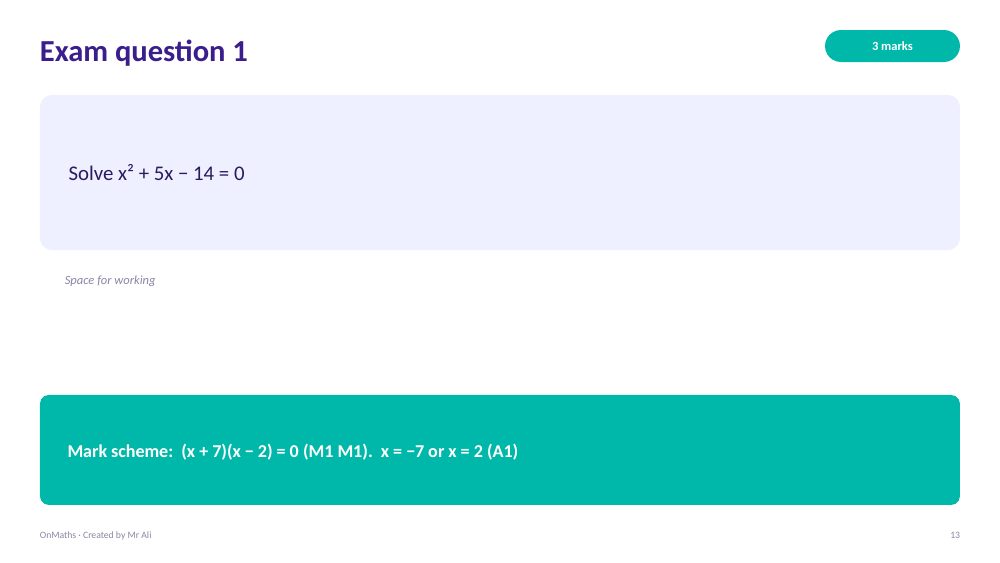 Exam question 1
3 marks
Solve x² + 5x − 14 = 0
Space for working
Mark scheme:  (x + 7)(x − 2) = 0 (M1 M1).  x = −7 or x = 2 (A1)
OnMaths · Created by Mr Ali
13